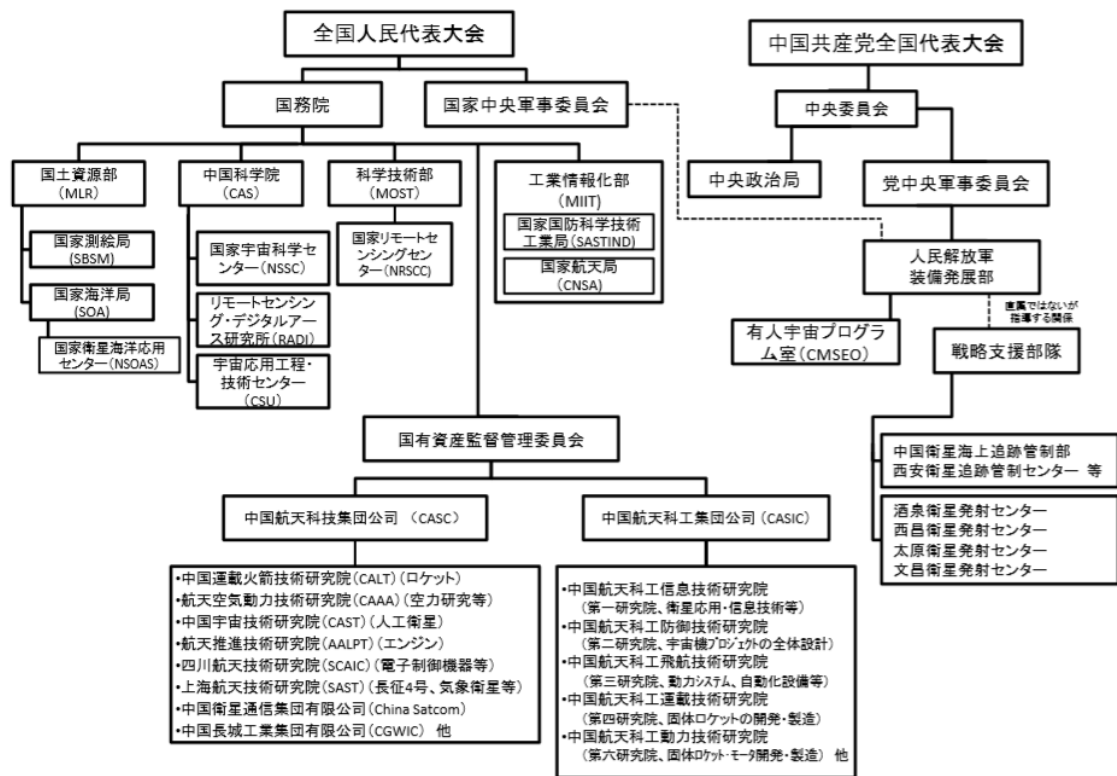 全国人民代表大会
中国共産党全国代表大会
国務院
国家中央軍事委員会
中央委員会
国土資源部
(MLR)
中国科学院
(CAS)
科学技術部
(MOST)
工業情報化部
(MIIT)
国家国防科学技術
工業局(SASTIND)
国家航天局
(CNSA)
中央政治局
党中央軍事委員会
国家測絵局
(SBSM)
国家海洋局
(SOA)
国家衛星海洋応用
センター(NSOAS)
国家宇宙科学セ
ンター(NSSC)
リモートセンシン
グ・デジタルアー
ス研究所(RADI)
宇宙応用工程・
技術センター
(CSU)
国家リモートセ
ンシングセンタ
ー(NRSCC)
人民解放軍
装備発展部
直属ではないが
指導する関係
有人宇宙プログラ
ム室(CMSEO)
戦略支援部隊
国有資産監督管理委員会
中国衛星海上追跡管制部
西安衛星追跡管制センター 等
酒泉衛星発射センター
西昌衛星発射センター
太原衛星発射センター
文昌衛星発射センター
中国航天科技集団公司 (CASC)
中国航天科工集団公司(CASIC)
•中国運載火箭技術研究院(CALT)(ロケット)
•航天空気動力技術研究院(CAAA)(空力研究等)
•中国宇宙技術研究院(CAST)(人工衛星)
•航天推進技術研究院(AALPT)(エンジン)
•四川航天技術研究院(SCAIC)(電子制御機器等)
•上海航天技術研究院(SAST)(長征4号、気象衛星等)
•中国衛星通信集団有限公司(China Satcom)
•中国長城工業集団有限公司(CGWIC) 他
•中国航天科工信息技術研究院
(第一研究院、衛星応用・信息技術等)
•中国航天科工防御技術研究院
(第二研究院、宇宙機プロジェクトの全体設計)
•中国航天科工飛航技術研究院
(第三研究院、動力システム、自動化設備等)
•中国航天科工運載技術研究院
(第四研究院、固体ロケットの開発・製造)
•中国航天科工動力技術研究院
(第六研究院、固体ロケット・モータ開発・製造) 他